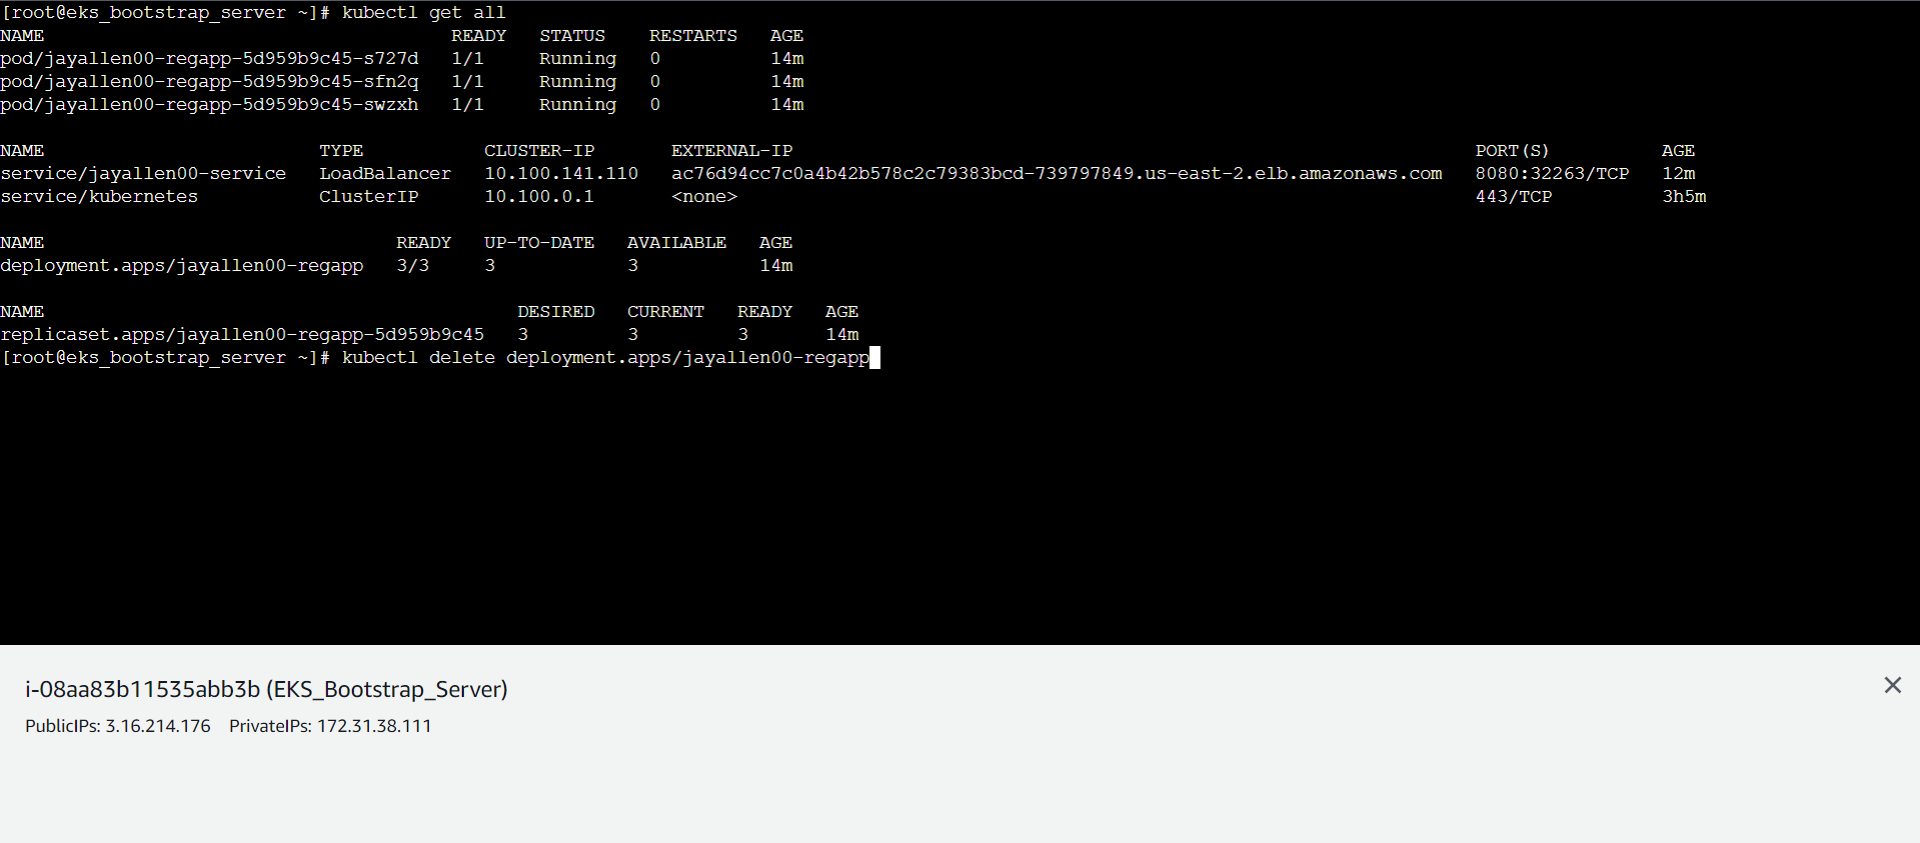 [root@eks_bootstrap_server ~]# kubectl get all
NAME READY STATUS RESTARTS AGE
pod/jayallen00-regapp-5d959b9c45-s727d 1/1 Running 0 14m
pod/jayallen00-regapp-5d959b9c45-sfn2q 1/1 Running 0 14m
pod/jayallen00-regapp-5d959b9c45-swzxh 1/1 Running 0 14m
NAME TYPE CLUSTER-IP EXTERNAL-IP PORT(S) AGE
service/jayallen00-service LoadBalancer 10.100.141.110 ac76d94cc7c0a4b42b578c2c79383bcd-739797849.us-east-2.elb.amazonaws.com 8080:32263/TCP 12m
service/kubernetes ClusterIP 10.100.0.1 <none> 443/TCP 3h5m
NAME READY UP-TO-DATE AVAILABLE AGE
deployment.apps/jayallen00-regapp 3/3 3 3 14m
NAME DESIRED CURRENT READY AGE
replicaset.apps/jayallen00-regapp-5d959b9c45 3 3 3 14m
[root@eks_bootstrap_server ~]# kubectl delete deployment.apps/jayallen00-regapp
i-08aa83b11535abb3b (EKS_Bootstrap_Server)
PublicIPs: 3.16.214.176 PrivateIPs: 172.31.38.111